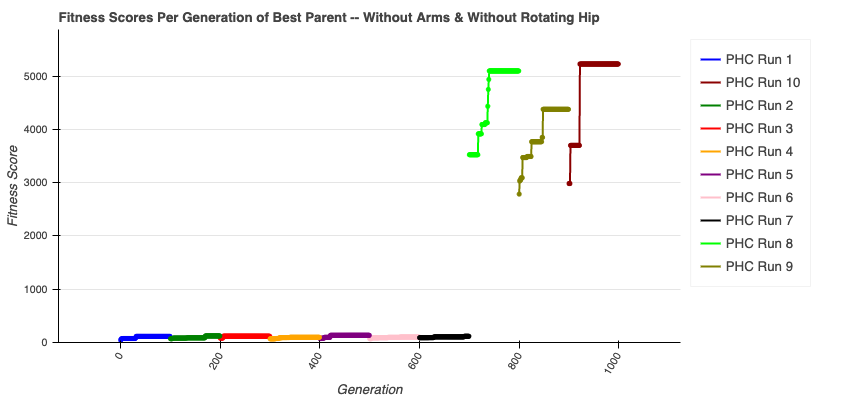 Fitness Scores Per Generation of Best Parent -- Without Arms & Without Rotating Hip
Fitness Score
5000
4000
3000
2000
1000
0
0
200
400
600
800
1000
Generation
PHC Run 1
PHC Run 10
PHC Run 2
PHC Run 3
PHC Run 4
PHC Run 5
PHC Run 6
PHC Run 7
PHC Run 8
PHC Run 9